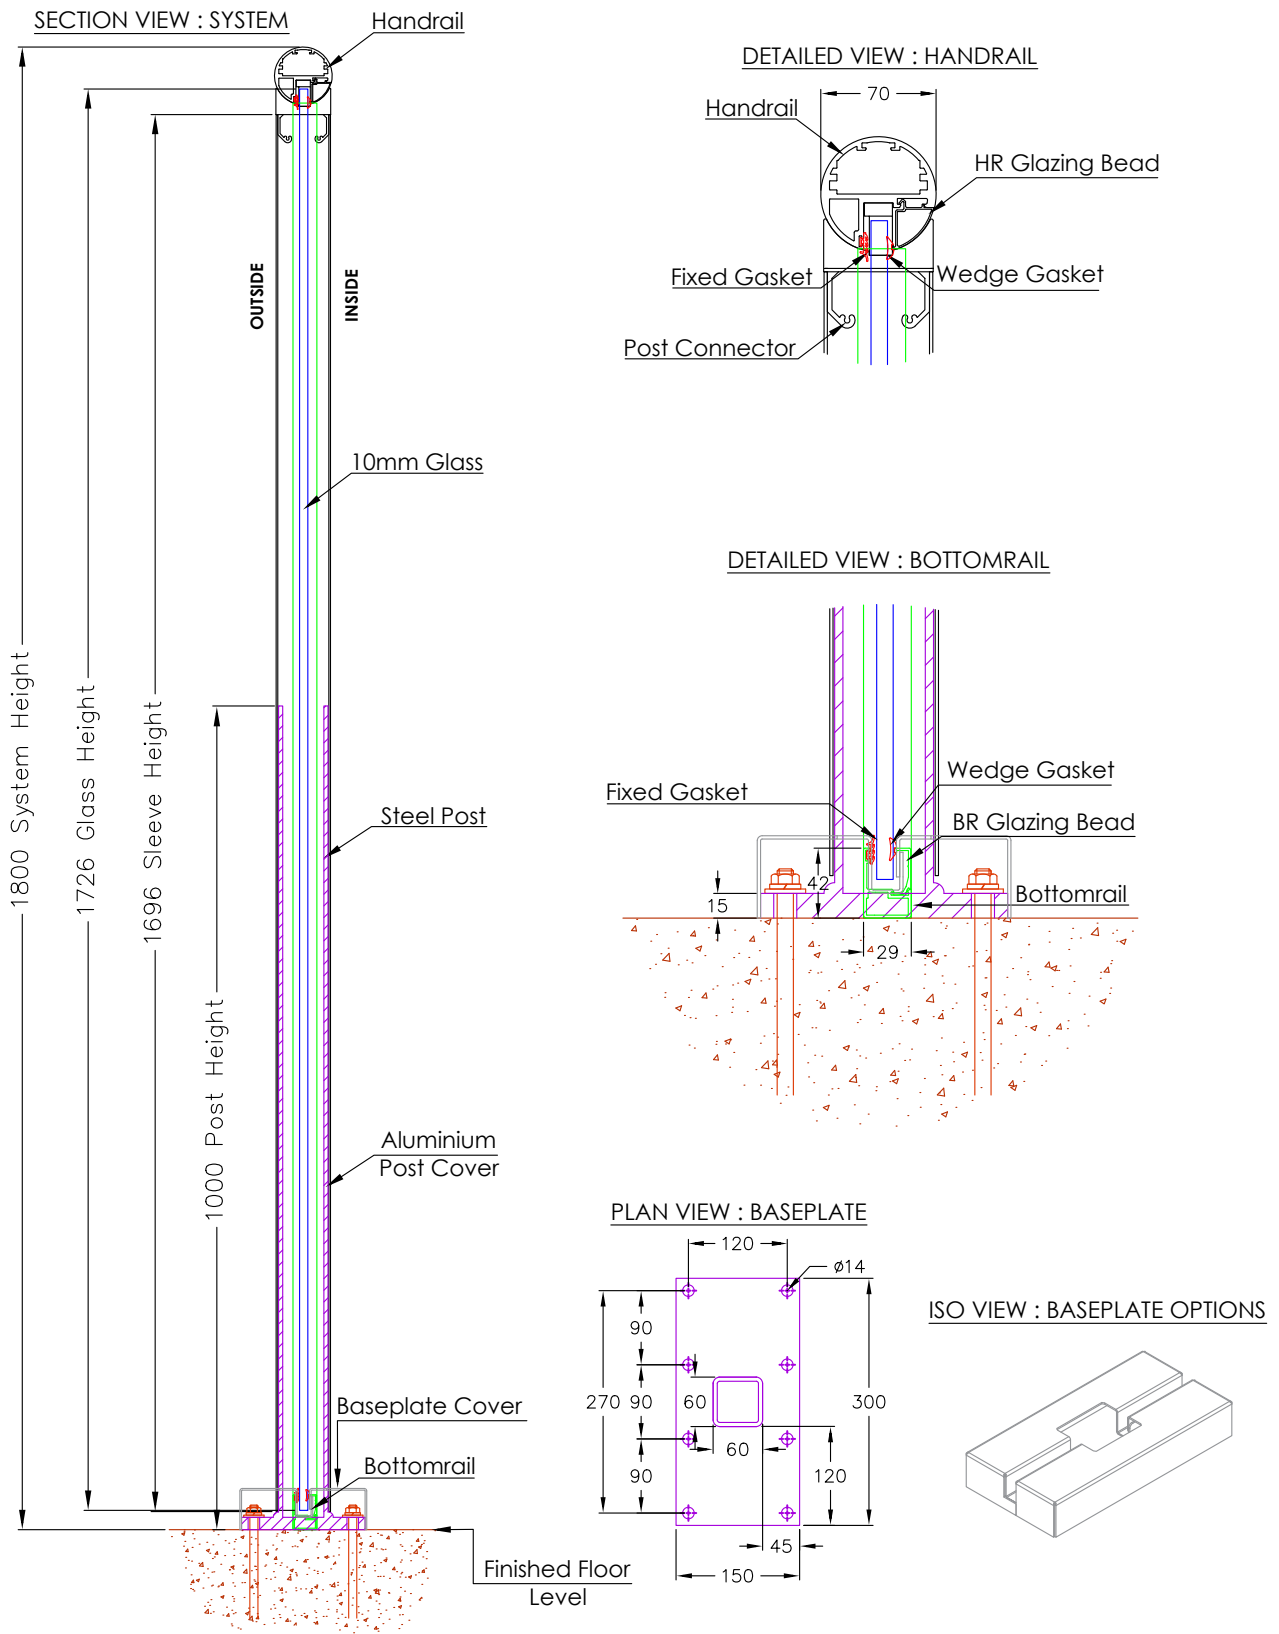 SECTION VIEW : SYSTEM
Handrail
OUTSIDE
INSIDE
10mm Glass
1800 System Height
1726 Glass Height
1696 Sleeve Height
1000 Post Height
Steel Post
Aluminium
Post Cover
Baseplate Cover
Bottomrail
Finished Floor
Level
DETAILED VIEW : HANDRAIL
70
Handrail
HR Glazing Bead
Fixed Gasket
Wedge Gasket
Post Connector
DETAILED VIEW : BOTTOMRAIL
Wedge Gasket
Fixed Gasket
BR Glazing Bead
42
Bottomrail
15
29
PLAN VIEW : BASEPLATE
120
ø14
90
270
90
60
300
60
90
120
45
150
ISO VIEW : BASEPLATE OPTIONS